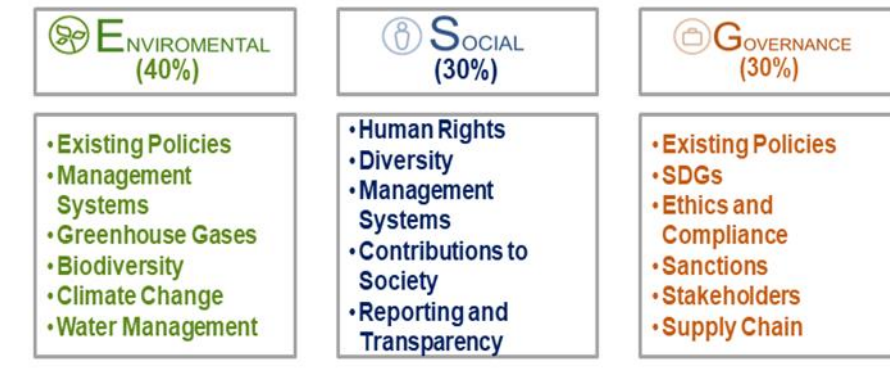 ENVIROMENTAL
(40%)
SOCIAL
(30%)
GOVERNANCE
(30%)
•Existing Policies
•Management
Systems
•Greenhouse Gases
•Biodiversity
•Climate Change
•Water Management
•Human Rights
•Diversity
•Management
Systems
•Contributions to
Society
•Reporting and
Transparency
•Existing Policies
•SDGs
•Ethics and
Compliance
•Sanctions
•Stakeholders
•Supply Chain